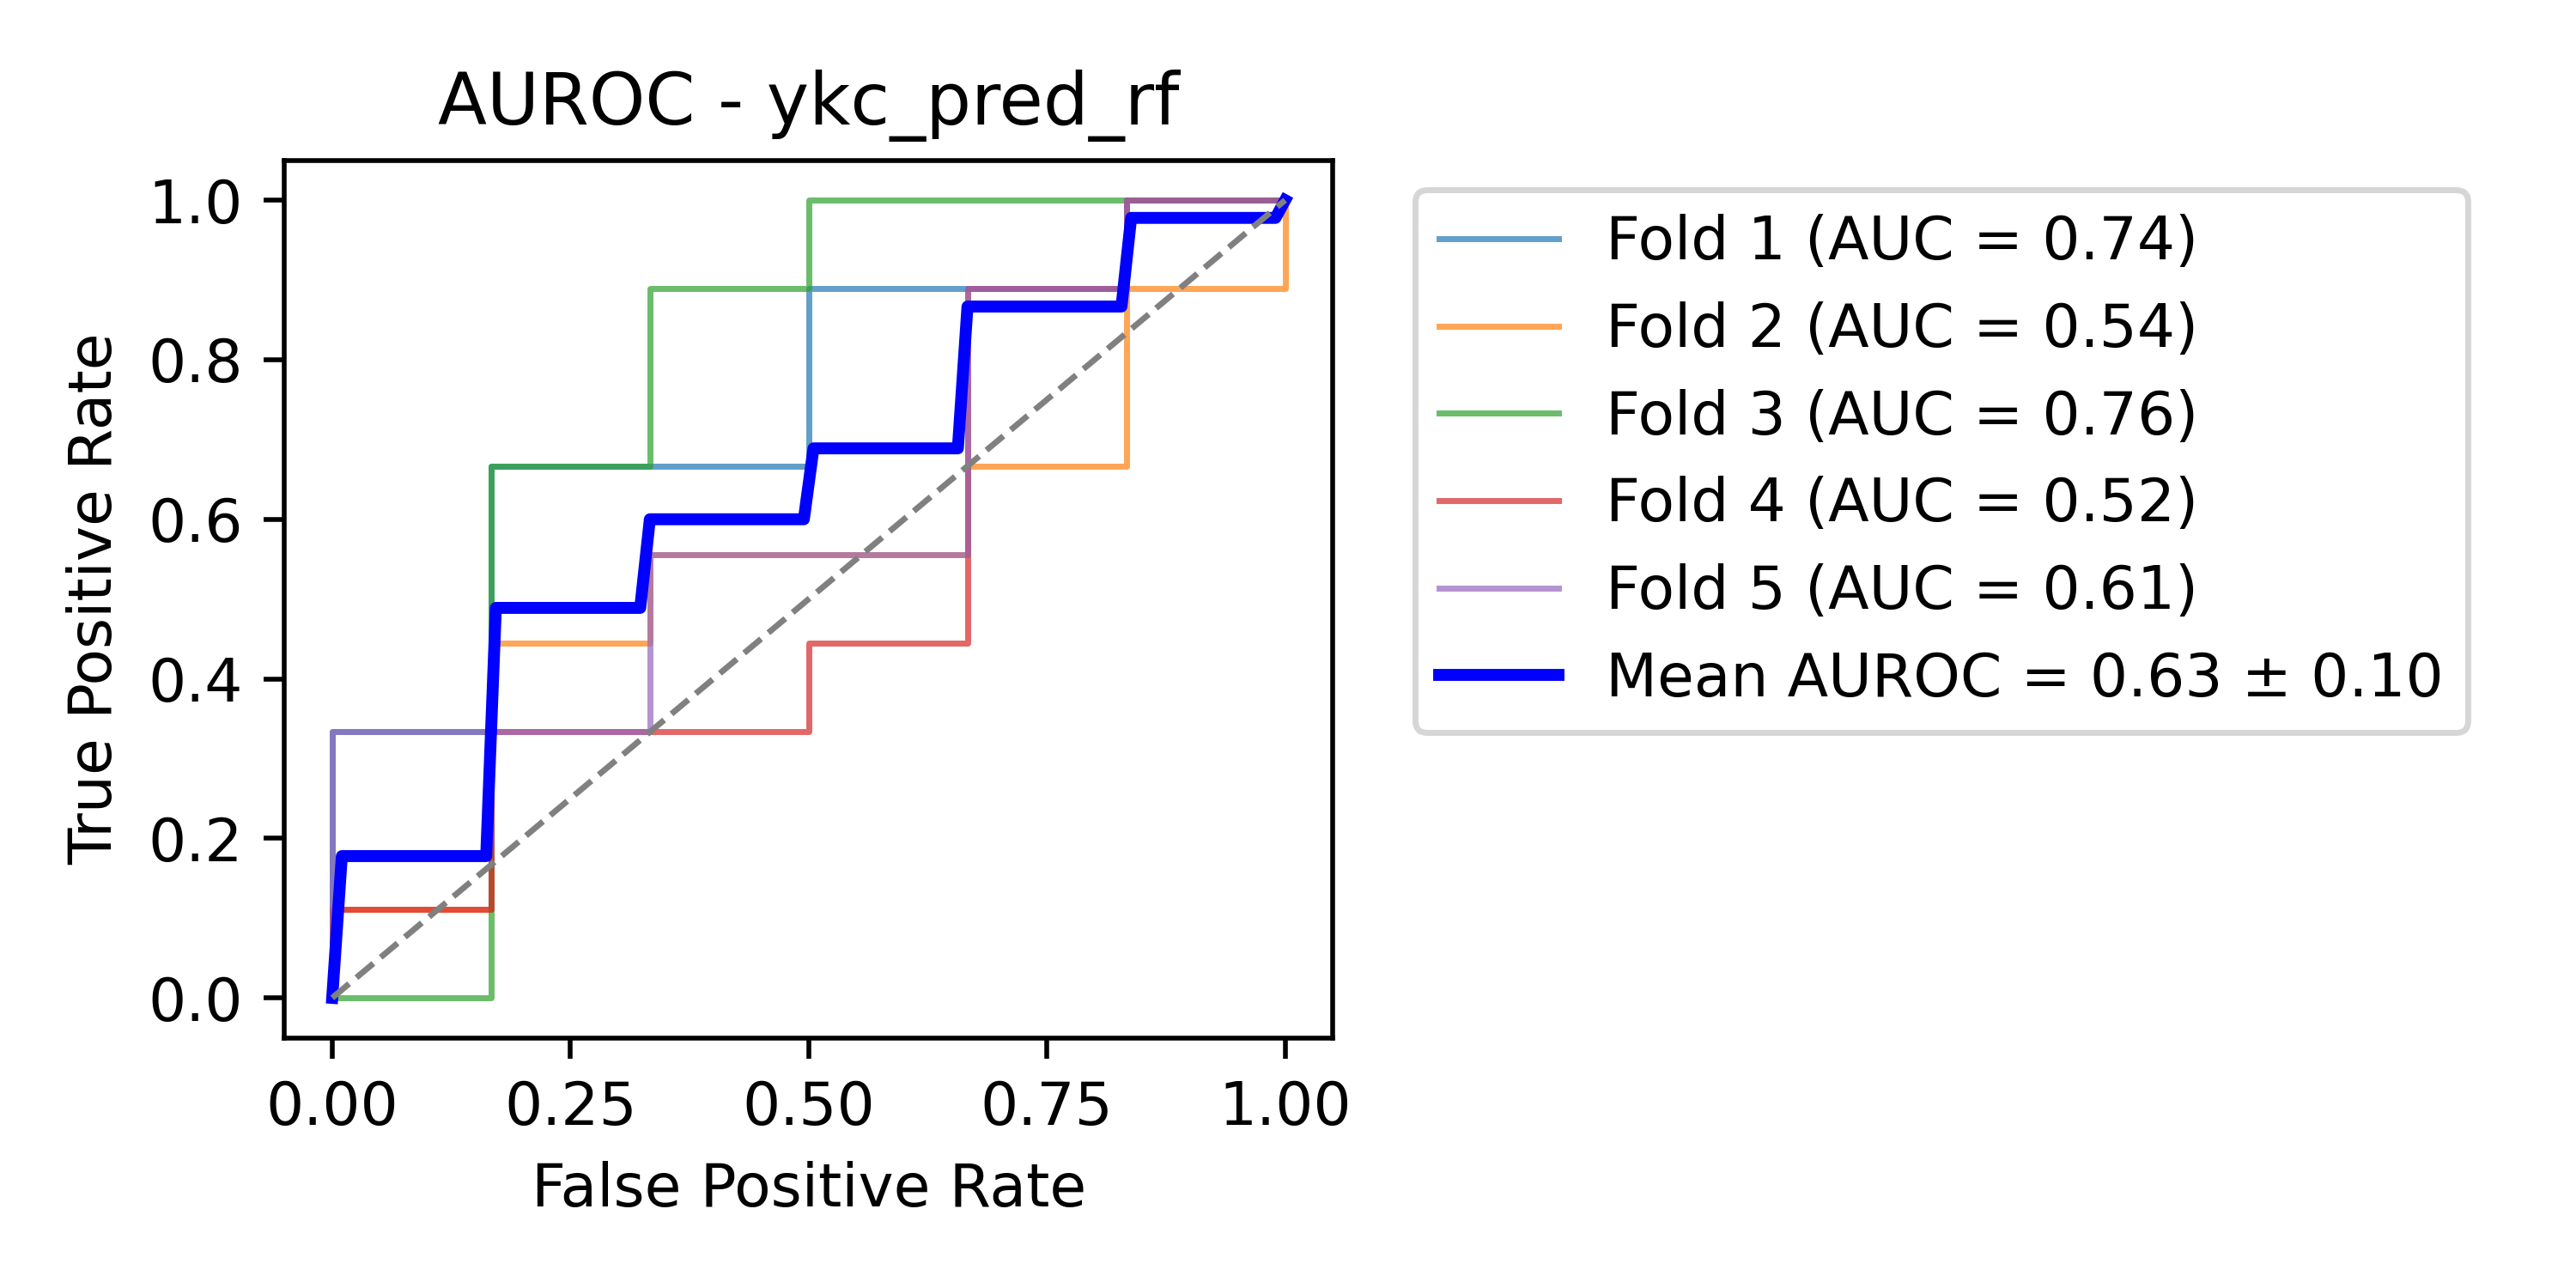 AUROC - ykc_pred_rf
True Positive Rate
1.0
0.8
0.6
0.4
0.2
0.0
0.00 0.25 0.50 0.75 1.00
False Positive Rate
Fold 1 (AUC = 0.74)
Fold 2 (AUC = 0.54)
Fold 3 (AUC = 0.76)
Fold 4 (AUC = 0.52)
Fold 5 (AUC = 0.61)
Mean AUROC = 0.63 ± 0.10